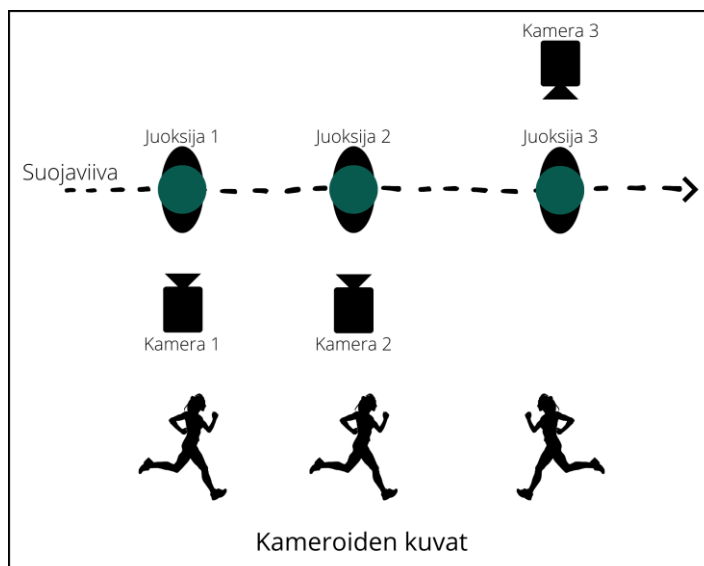 Kamera 3
Juoksija 1
Juoksija 2
Juoksija 3
Suojaviiva
Kamera 1
Kamera 2
Kameroiden kuvat